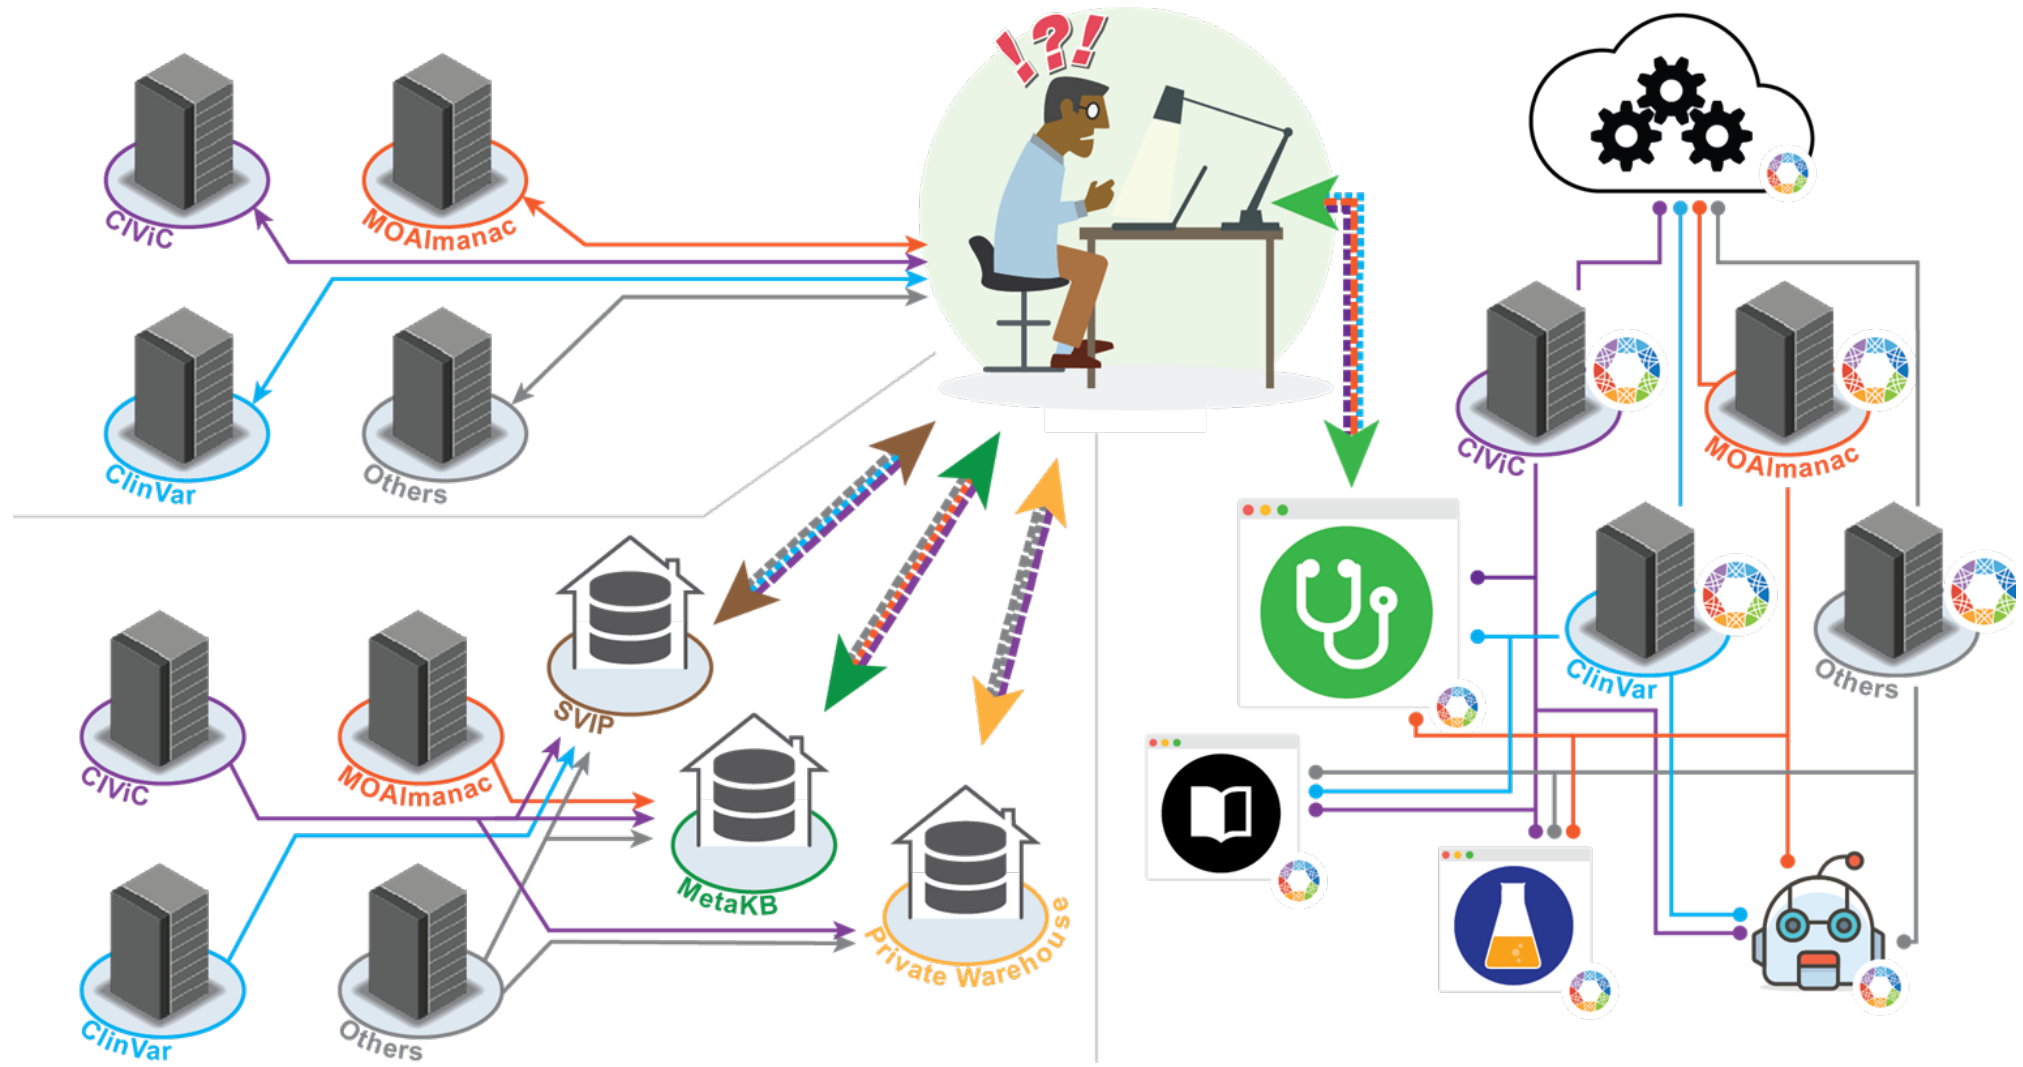 !?!
CIViC
MOAlmanac
ClinVar
Others
CIViC
MOAlmanac
ClinVar
Others
SVIP
MetaKB
Private Warehouse
CIViC
MOAlmanac
ClinVar
Others